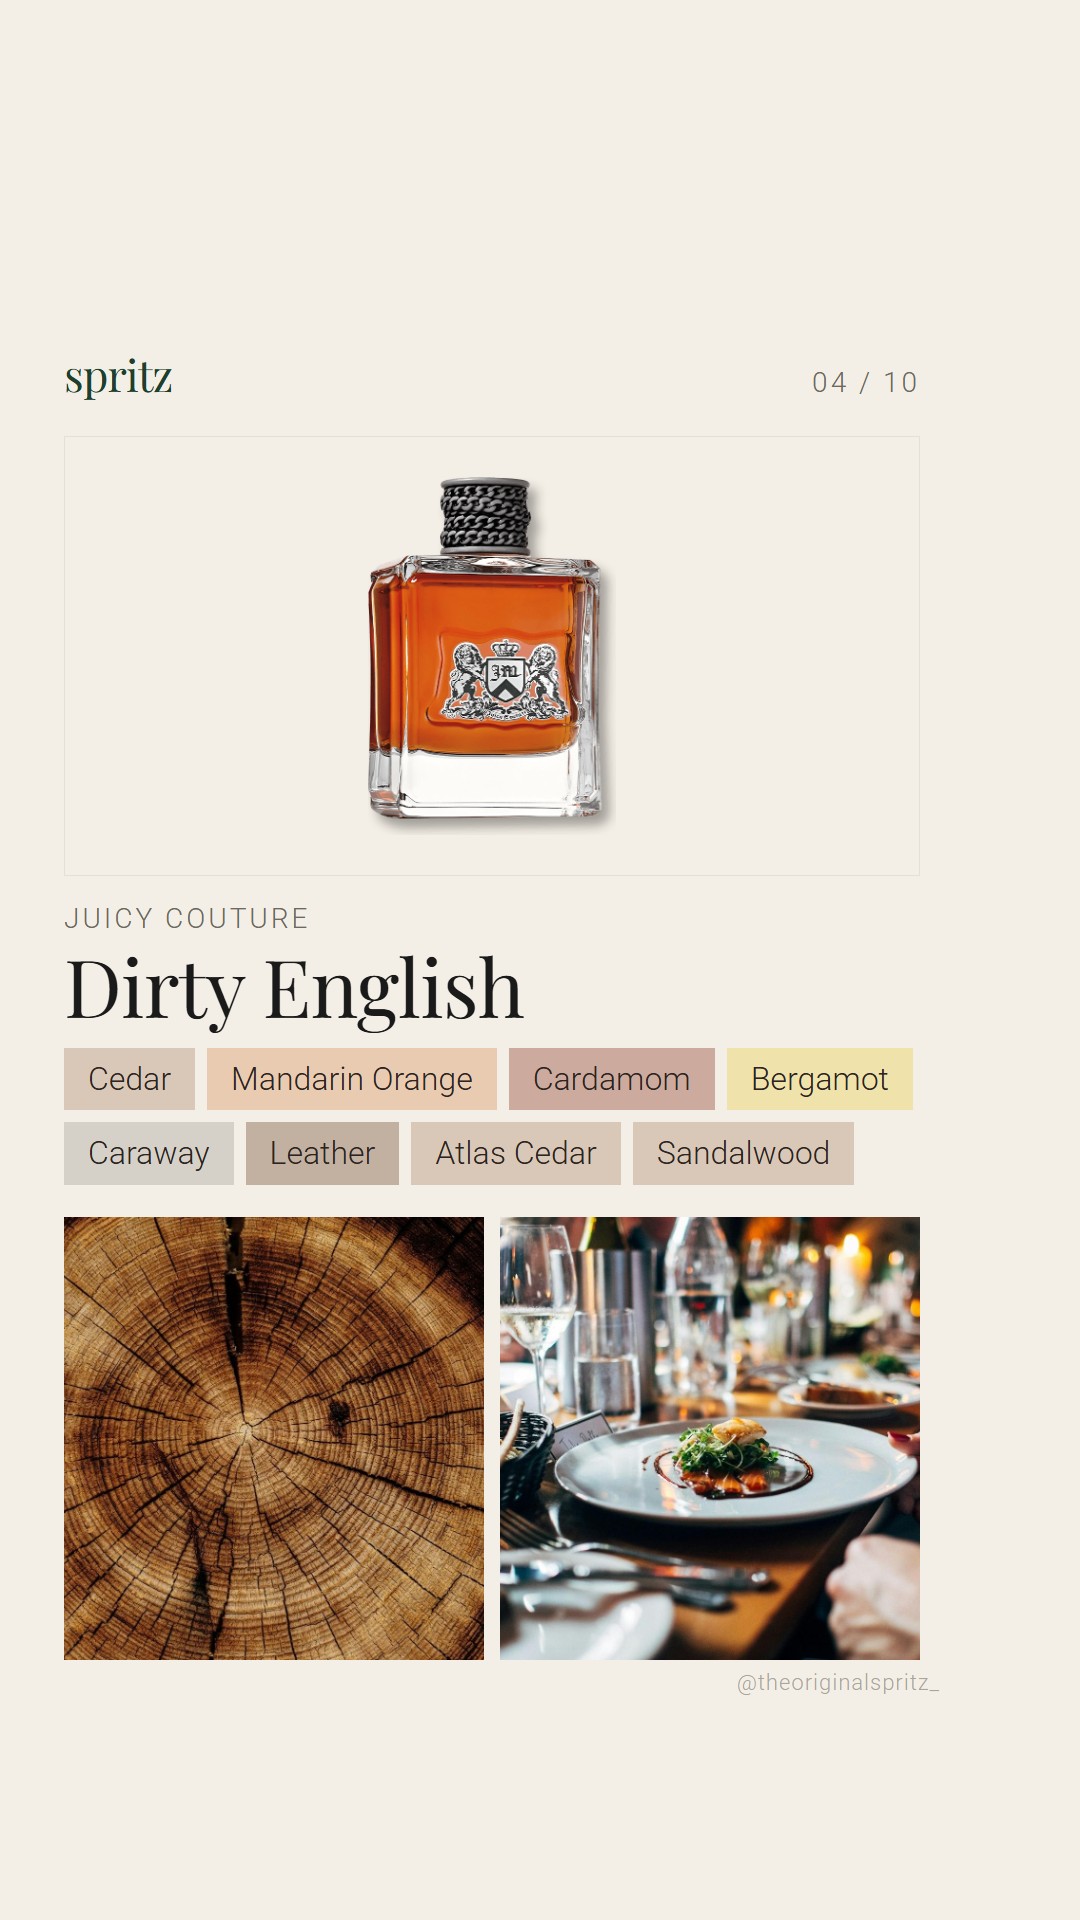 spritz
04 / 10
JUICY COUTURE
Dirty English
Cedar
Mandarin Orange
Cardamom
Bergamot
Caraway
Leather
Atlas Cedar
Sandalwood
@theoriginalspritz_